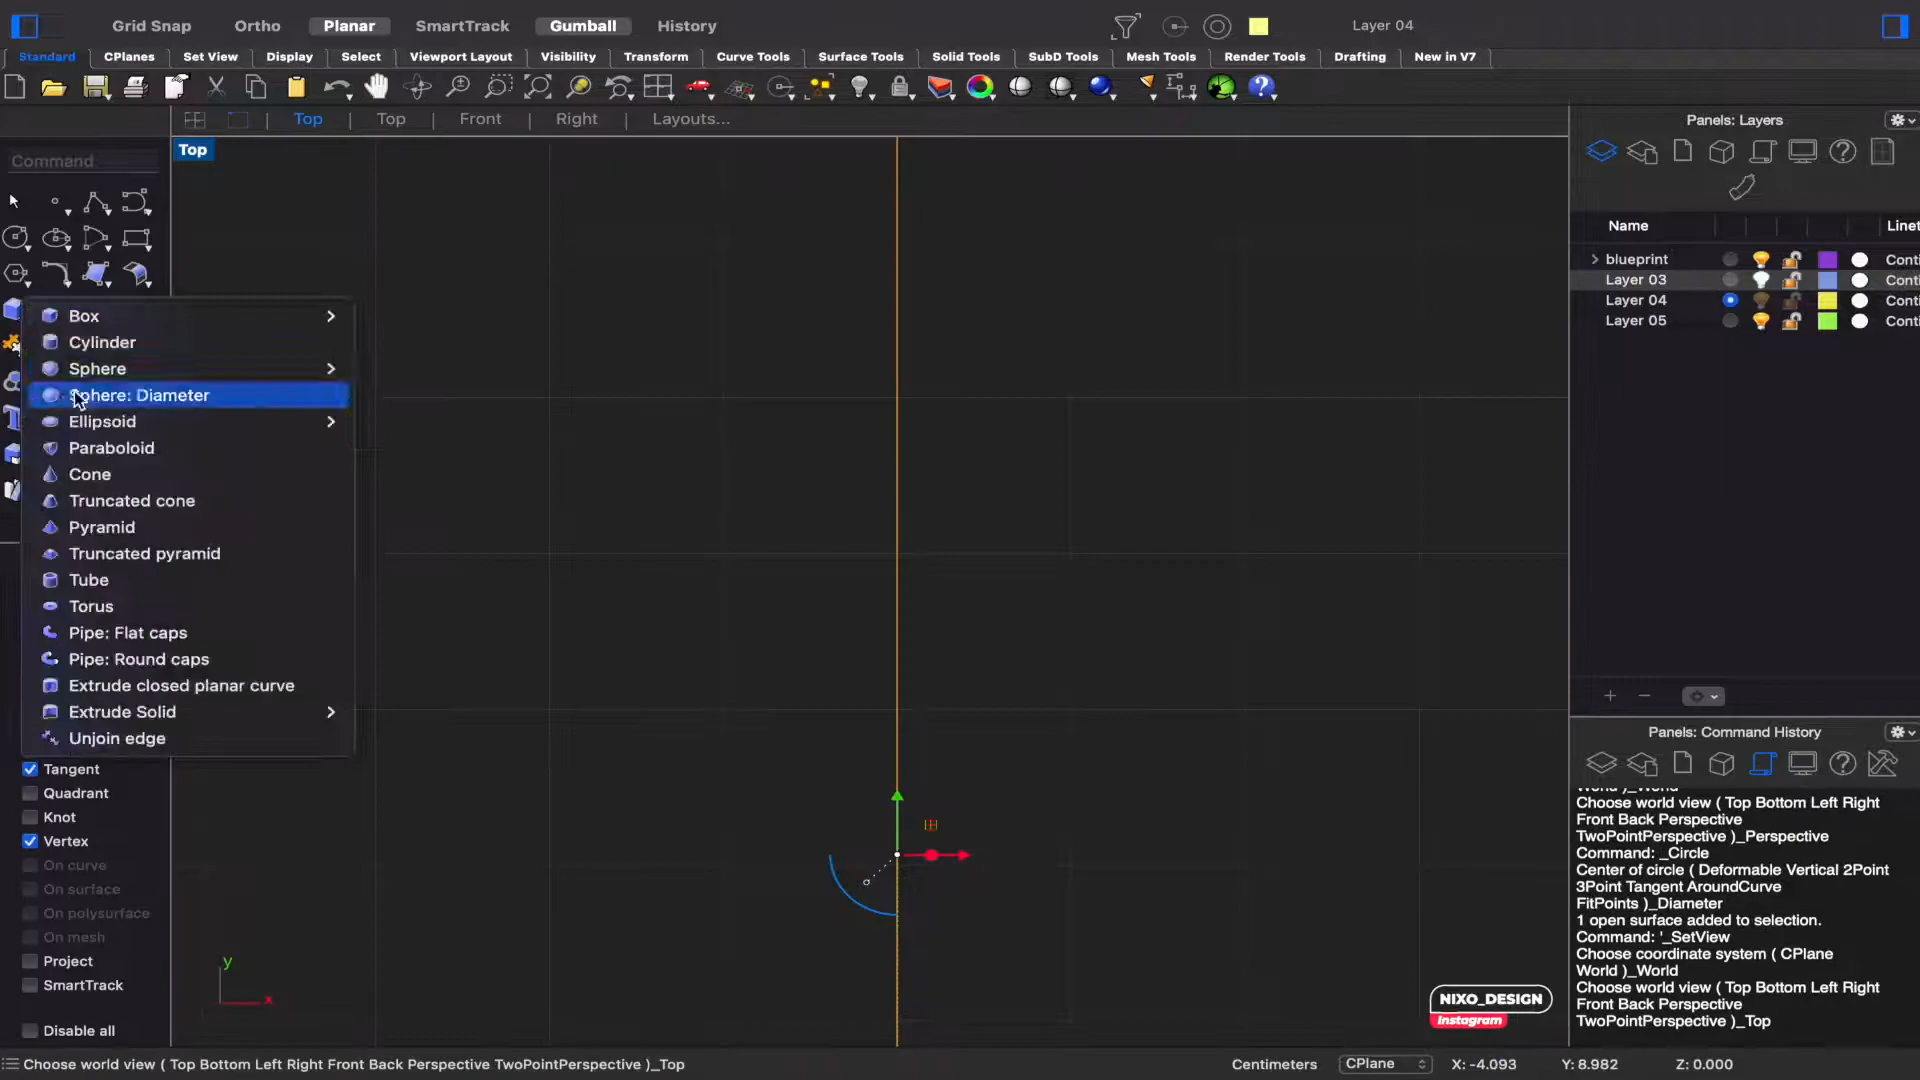 Grid Snap Ortho Planar SmartTrack Gumball History Layer 04
Standard CPlanes Set View Display Select Viewport Layout Visibility Transform Curve Tools Surface Tools Solid Tools SubD Tools Mesh Tools Render Tools Drafting New in V7
Top Top Front Right Layouts...
Top
Command
Box
Cylinder
Sphere
Sphere: Diameter
Ellipsoid
Paraboloid
Cone
Truncated cone
Pyramid
Truncated pyramid
Tube
Torus
Pipe: Flat caps
Pipe: Round caps
Extrude closed planar curve
Extrude Solid
Unjoin edge
Tangent
Quadrant
Knot
Vertex
On curve
On surface
On polysurface
On mesh
Project
SmartTrack
Disable all
y
x
NIXO_DESIGN
Instagram
Panels: Layers
Name Linet
blueprint Conti
Layer 03 Conti
Layer 04 Conti
Layer 05 Conti
Panels: Command History
World )_World
Choose world view ( Top Bottom Left Right
Front Back Perspective
TwoPointPerspective )_Perspective
Command: _Circle
Center of circle ( Deformable Vertical 2Point
3Point Tangent AroundCurve
FitPoints )_Diameter
1 open surface added to selection.
Command: '_SetView
Choose coordinate system ( CPlane
World )_World
Choose world view ( Top Bottom Left Right
Front Back Perspective
TwoPointPerspective )_Top
Choose world view ( Top Bottom Left Right Front Back Perspective TwoPointPerspective )_Top
Centimeters CPlane X: -4.093 Y: 8.982 Z: 0.000